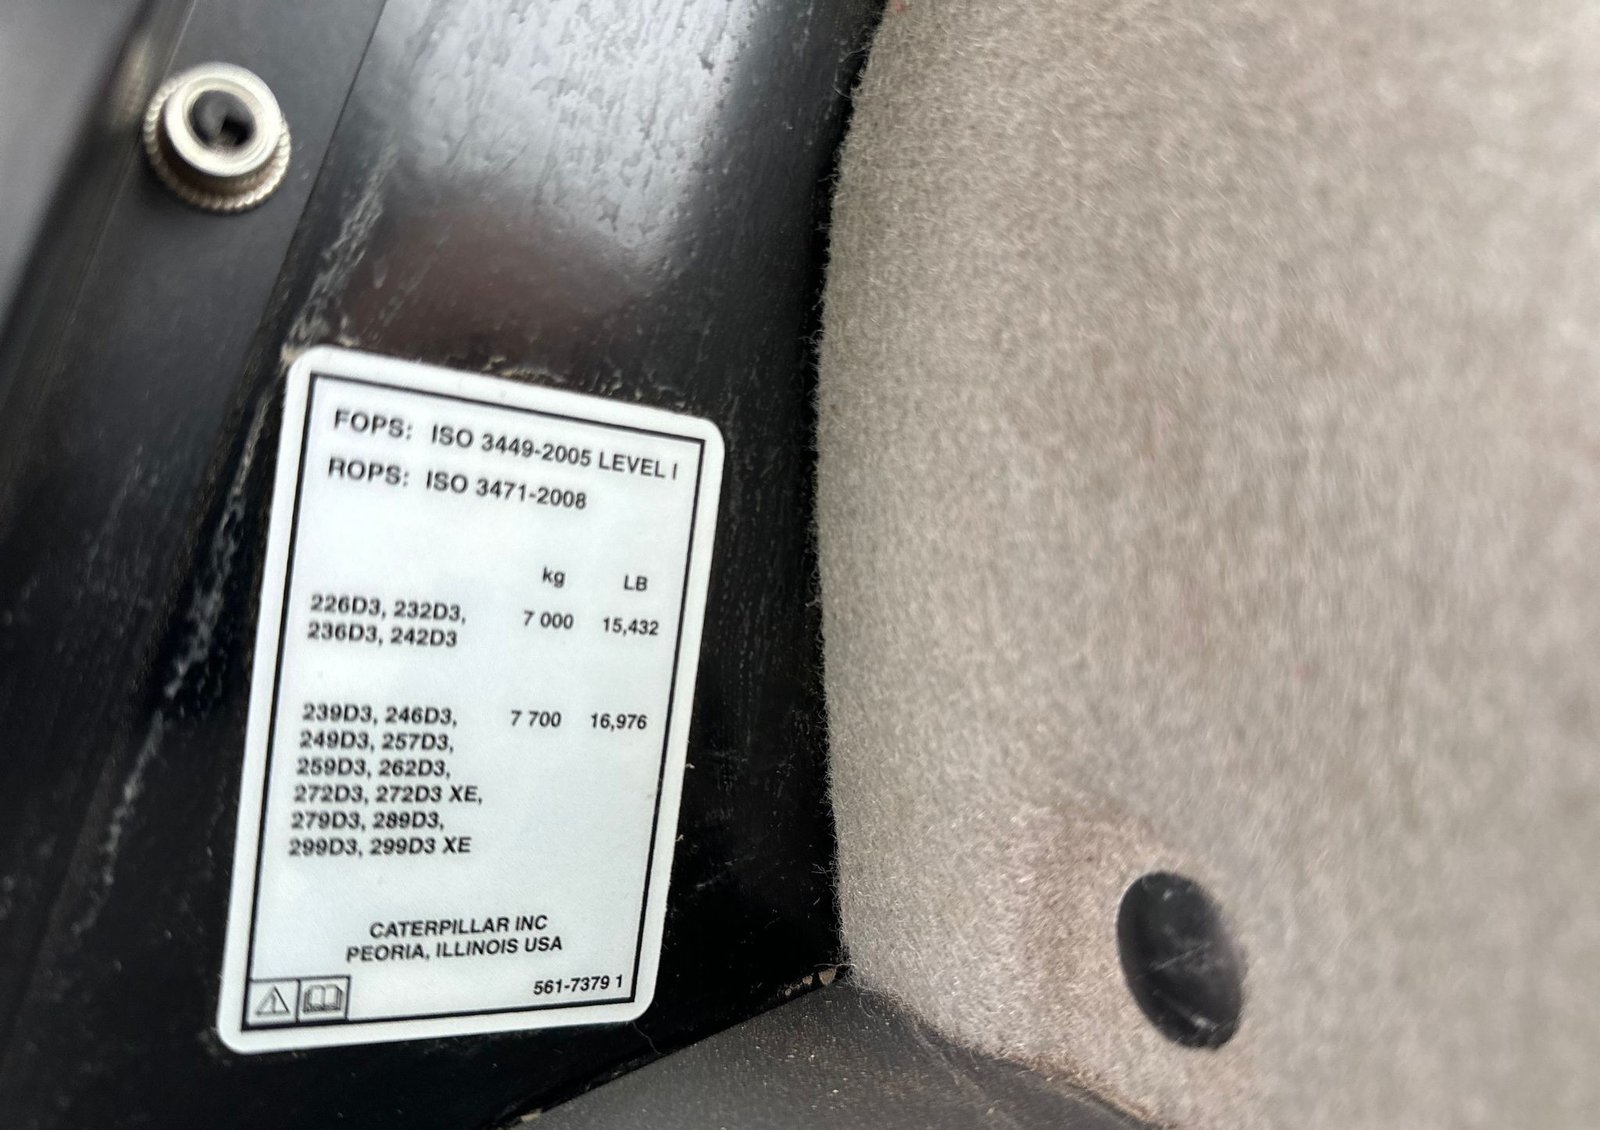 FOPS: ISO 3449-2005 LEVEL I
ROPS: ISO 3471-2008
kg LB
226D3, 232D3, 7 000 15,432
236D3, 242D3
239D3, 246D3, 7 700 16,976
249D3, 257D3,
259D3, 262D3,
272D3, 272D3 XE,
279D3, 289D3,
299D3, 299D3 XE
CATERPILLAR INC
PEORIA, ILLINOIS USA
561-7379 1